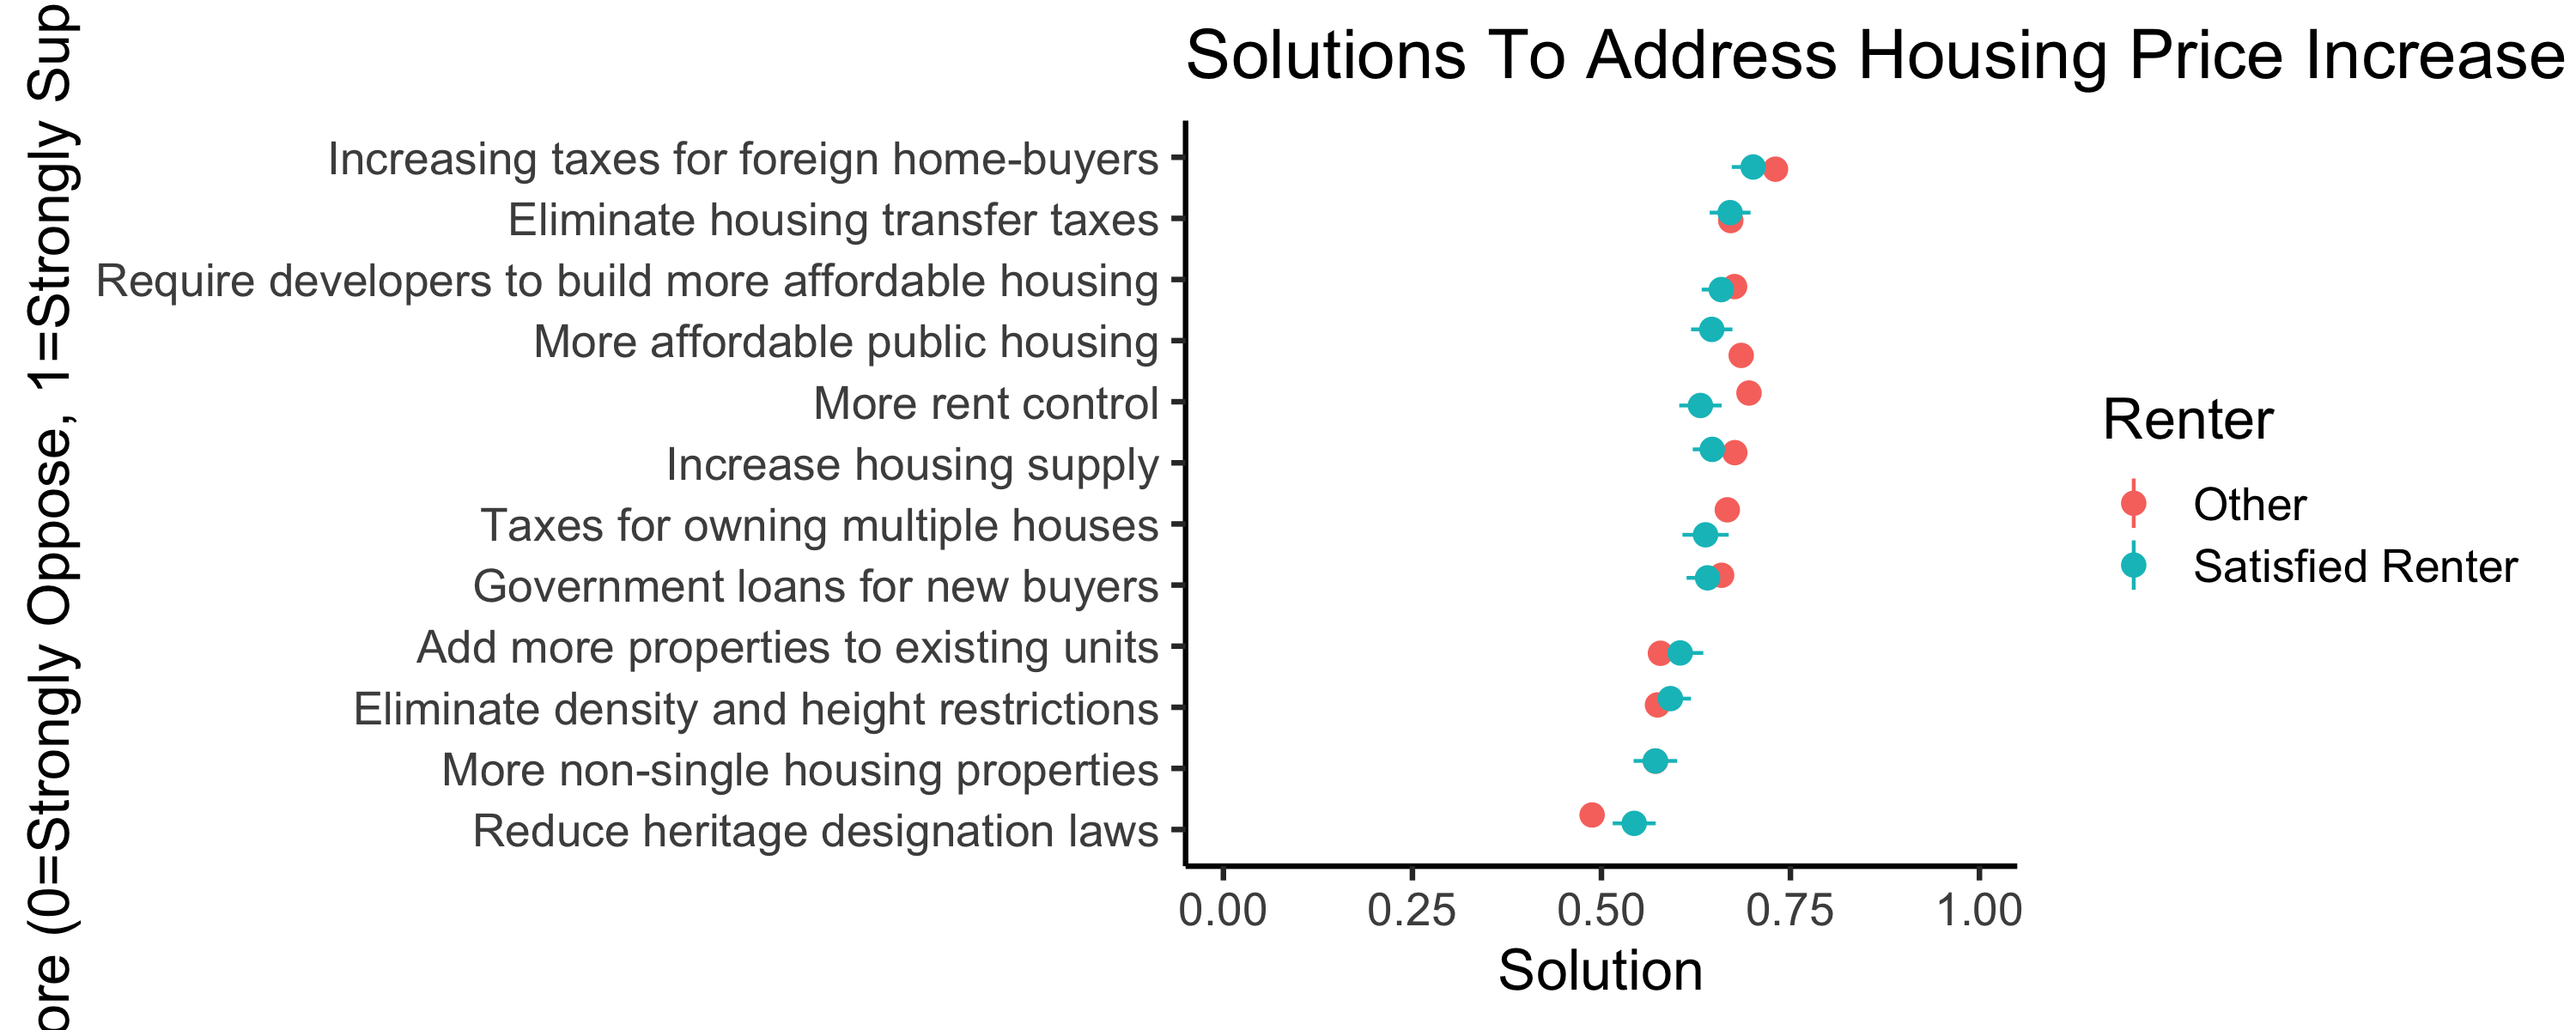 Solutions To Address Housing Price Increase
ore (0=Strongly Oppose, 1=Strongly Sup
Increasing taxes for foreign home-buyers
Eliminate housing transfer taxes
Require developers to build more affordable housing
More affordable public housing
More rent control
Increase housing supply
Taxes for owning multiple houses
Government loans for new buyers
Add more properties to existing units
Eliminate density and height restrictions
More non-single housing properties
Reduce heritage designation laws
0.00 0.25 0.50 0.75 1.00
Solution
Renter
Other
Satisfied Renter